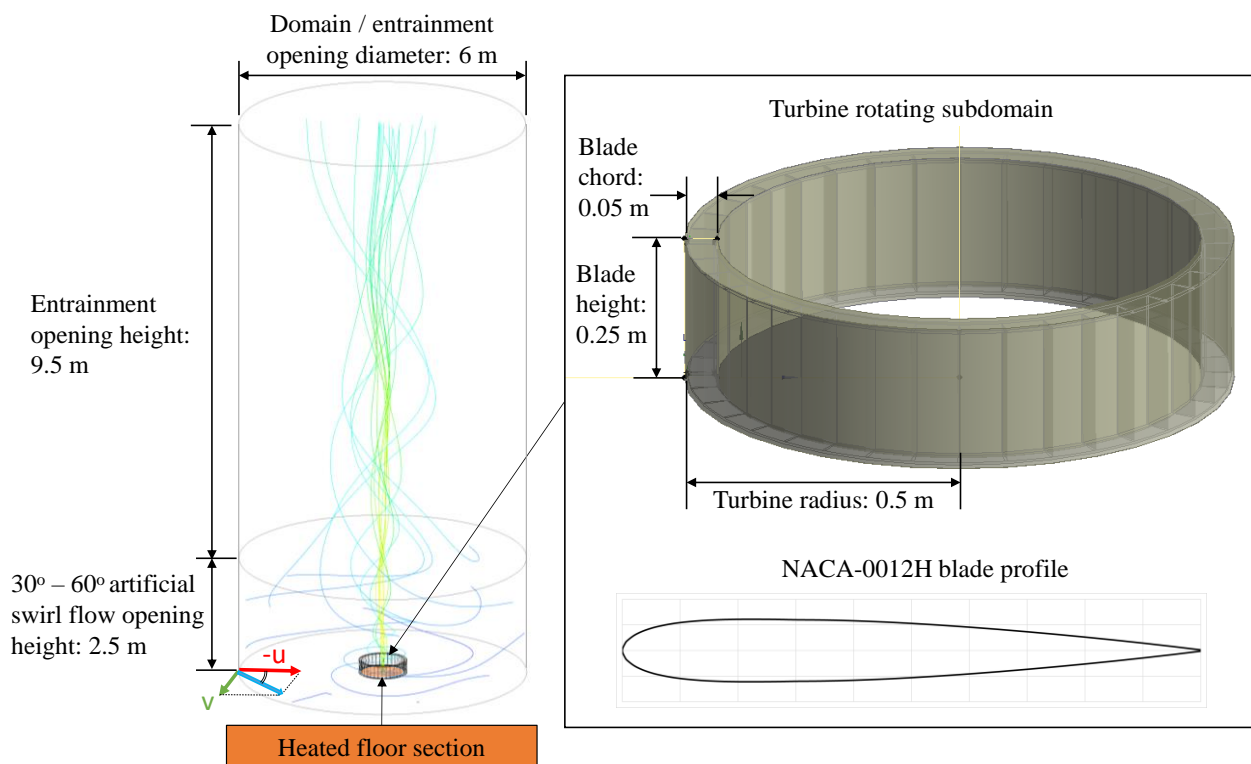 Domain / entrainment
opening diameter: 6 m
Entrainment
opening height:
9.5 m
30º – 60º artificial
swirl flow opening
height: 2.5 m
-u
v
Heated floor section
Turbine rotating subdomain
Blade
chord:
0.05 m
Blade
height:
0.25 m
Turbine radius: 0.5 m
NACA-0012H blade profile